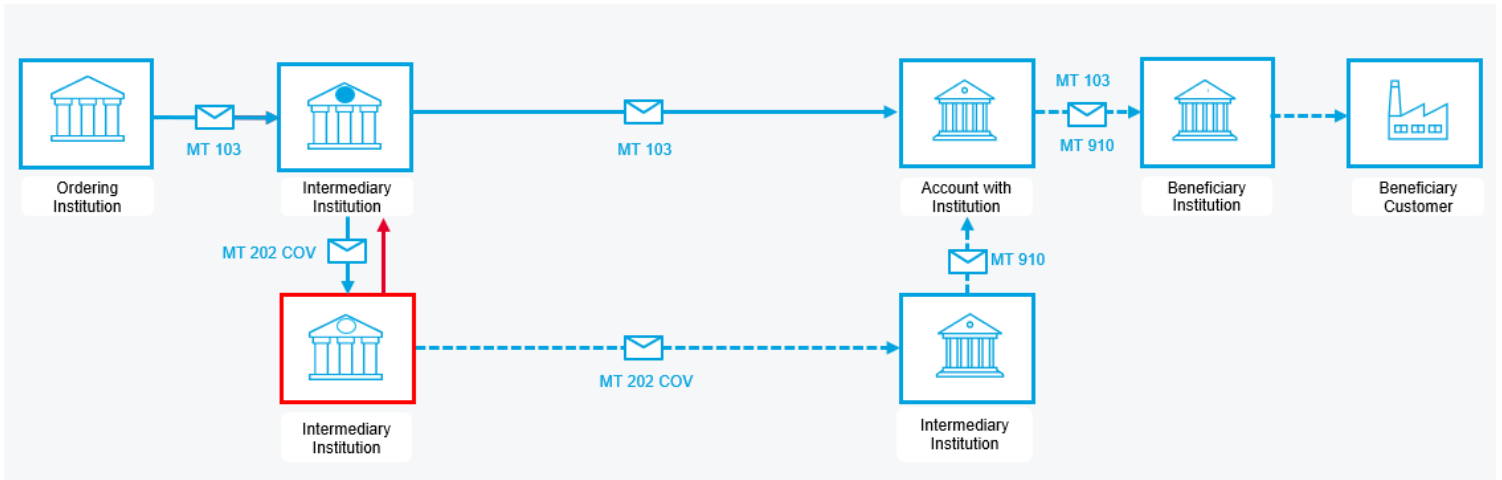 MT 103
MT 910
MT 103
MT 103
Ordering
Institution
Intermediary
Institution
Account with
Institution
Beneficiary
Institution
Beneficiary
Customer
MT 202 COV
MT 910
MT 202 COV
Intermediary
Institution
Intermediary
Institution